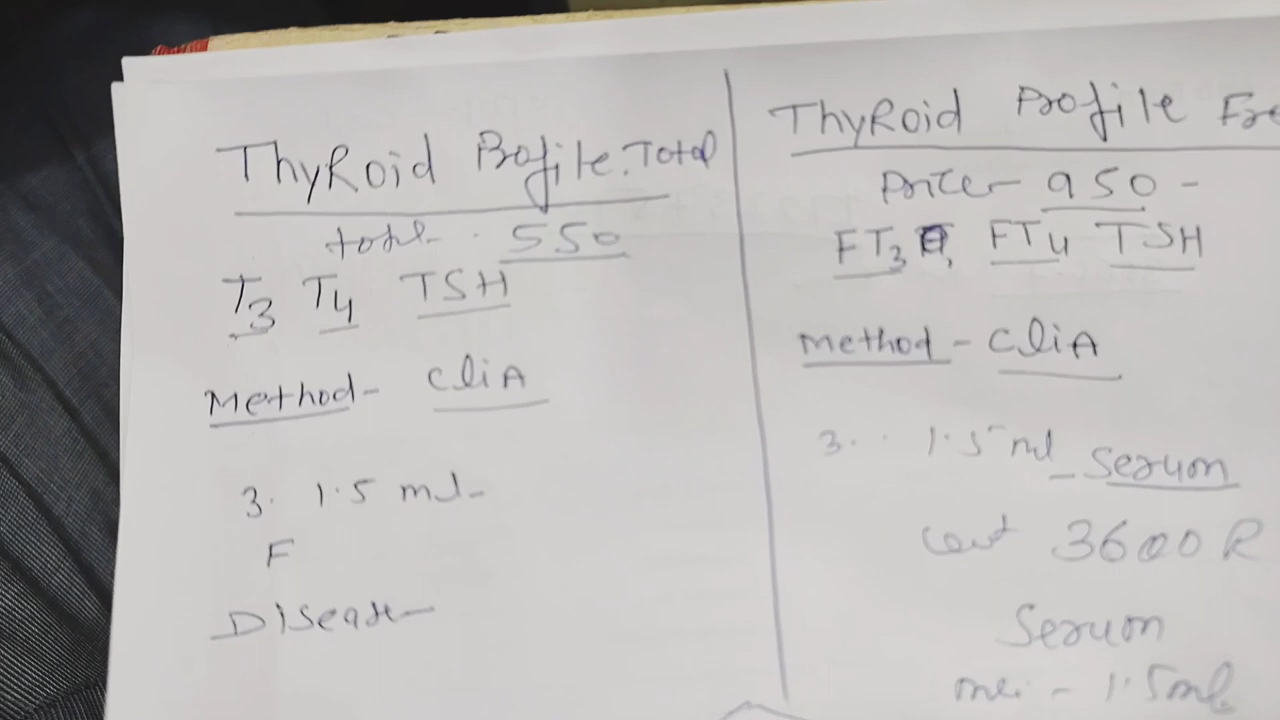 ThyRoid Profile. Total
total - 550
T3 T4 TSH
Method - CliA
3. 1.5 ml -
F
Disease -
ThyRoid Profile Fre
Price - 950 -
FT3, FT4 TSH
Method - CliA
3. . 1.5 ml - Serum
3600 R
Serum
- 1.5ml